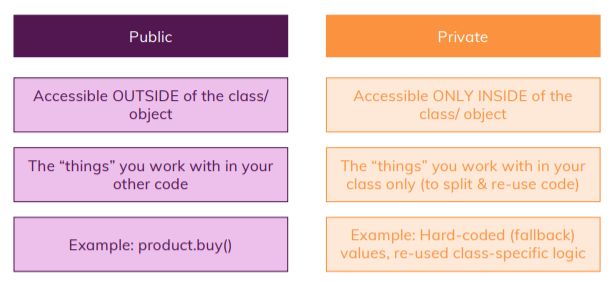 Public
Private
Accessible OUTSIDE of the class/
object
Accessible ONLY INSIDE of the
class/ object
The “things” you work with in your
other code
The “things” you work with in your
class only (to split & re-use code)
Example: product.buy()
Example: Hard-coded (fallback)
values, re-used class-specific logic